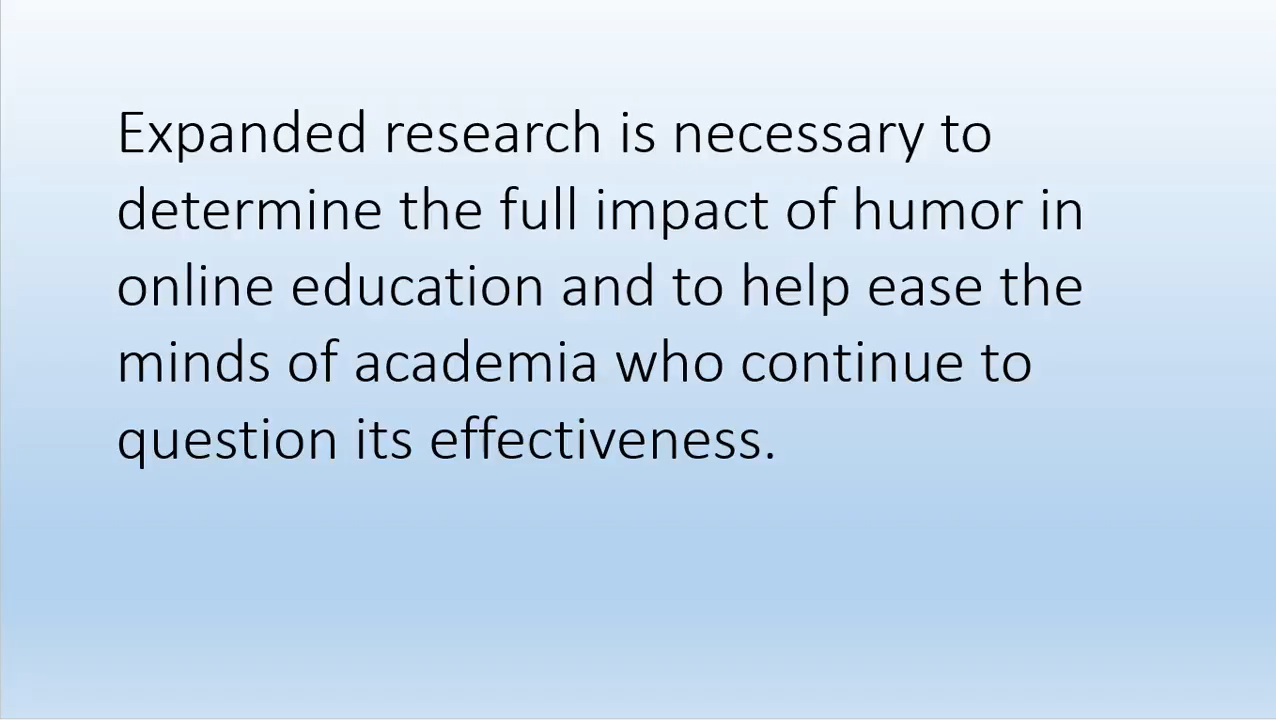 Expanded research is necessary to
determine the full impact of humor in
online education and to help ease the
minds of academia who continue to
question its effectiveness.